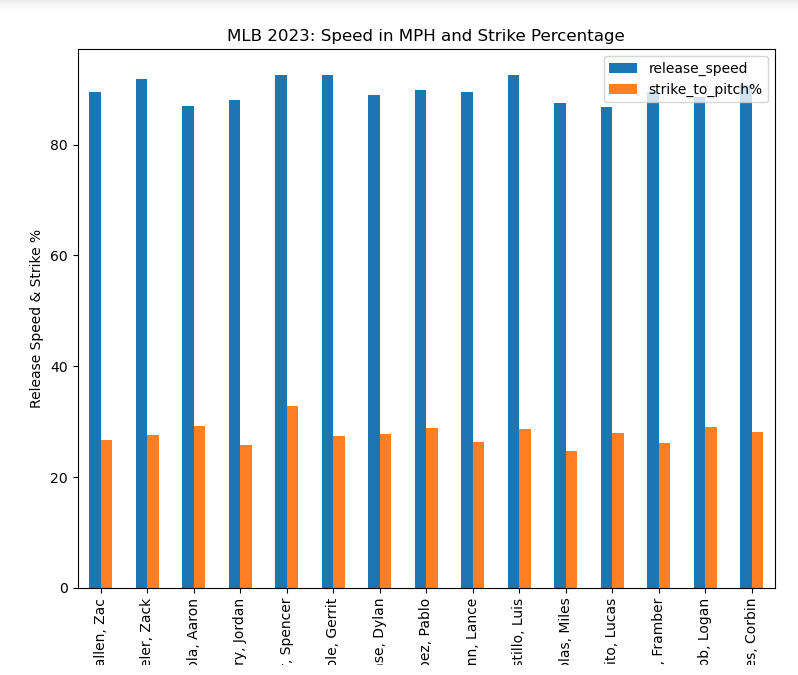 MLB 2023: Speed in MPH and Strike Percentage
release_speed
strike_to_pitch%
Release Speed & Strike %
80
60
40
20
0
allen, Zac
eler, Zack
ola, Aaron
ry, Jordan
, Spencer
ole, Gerrit
ase, Dylan
pez, Pablo
nn, Lance
stillo, Luis
olas, Miles
ito, Lucas
, Framber
bb, Logan
es, Corbin